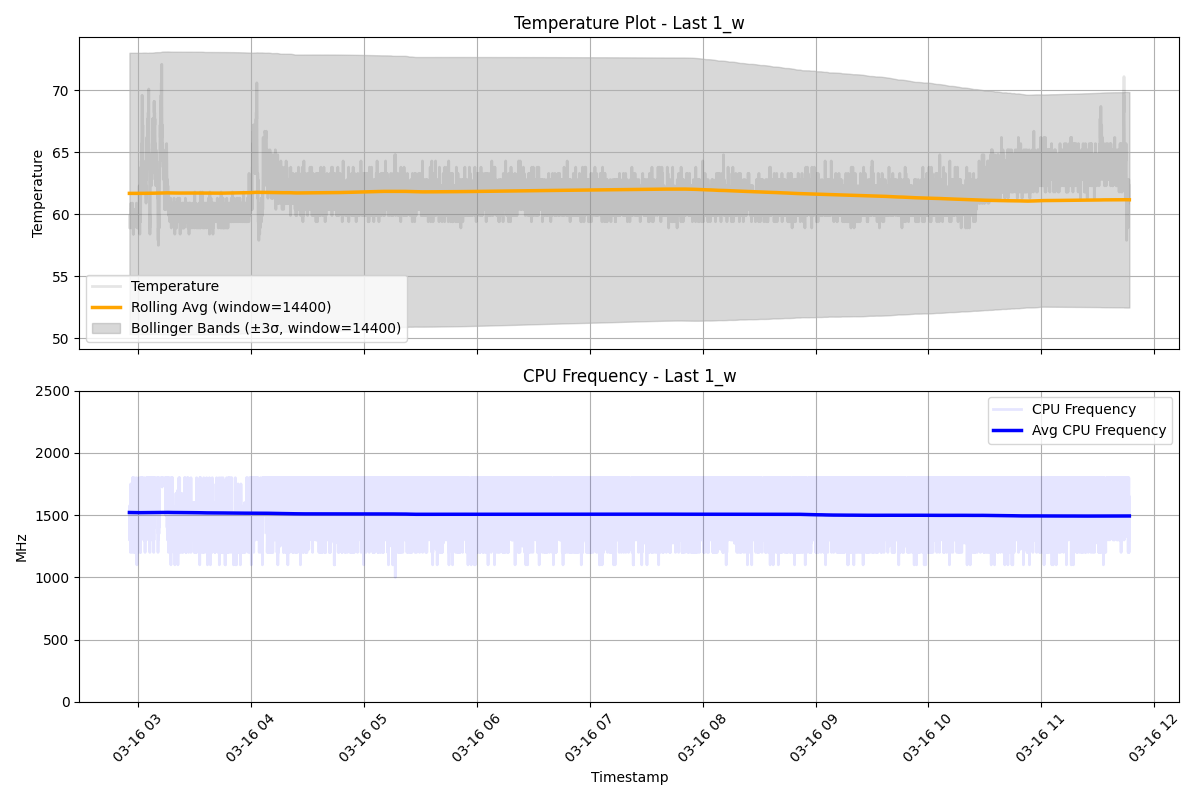 Temperature Plot - Last 1_w
Temperature
70
65
60
55
50
Temperature
Rolling Avg (window=14400)
Bollinger Bands (±3σ, window=14400)
CPU Frequency - Last 1_w
MHz
2500
2000
1500
1000
500
0
CPU Frequency
Avg CPU Frequency
03-16 03
03-16 04
03-16 05
03-16 06
03-16 07
03-16 08
03-16 09
03-16 10
03-16 11
03-16 12
Timestamp